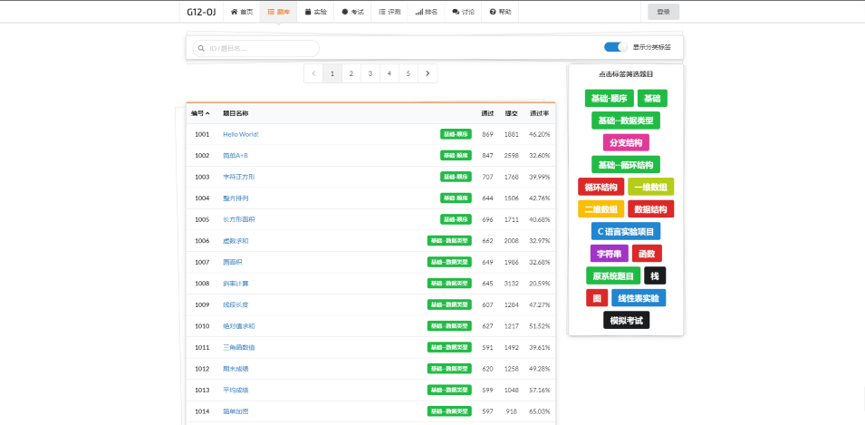 G12-OJ 首页 题库 实验 考试 评测 排名 讨论 帮助 登录
ID / 题目名 ... 显示分类标签
1 2 3 4 5
编号 题目名称 通过 提交 通过率
1001 Hello World! 基础-顺序 869 1881 46.20%
1002 简单A+B 基础-顺序 847 2598 32.60%
1003 字符正方形 基础-顺序 707 1768 39.99%
1004 整齐排列 基础-顺序 644 1506 42.76%
1005 长方形面积 基础-顺序 696 1711 40.68%
1006 虚数求和 基础--数据类型 662 2008 32.97%
1007 圆面积 基础--数据类型 649 1986 32.68%
1008 斜率计算 基础--数据类型 645 3132 20.59%
1009 线段长度 基础--数据类型 607 1284 47.27%
1010 绝对值求和 基础--数据类型 627 1217 51.52%
1011 三角函数值 基础--数据类型 591 1492 39.61%
1012 期末成绩 基础--数据类型 620 1258 49.28%
1013 平均成绩 基础--数据类型 599 1048 57.16%
1014 简单加密 基础--数据类型 597 918 65.03%
点击标签筛选题目
基础-顺序 基础
基础--数据类型
分支结构
基础--循环结构
循环结构 一维数组
二维数组 数据结构
C 语言实验项目
字符串 函数
原系统题目 栈
图 线性表实验
模拟考试